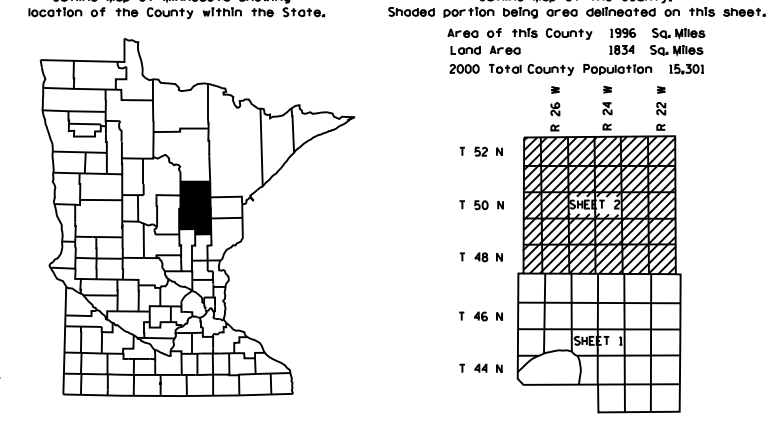 location of the County within the State.
Shaded portion being area delineated on this sheet.
Area of this County 1996 Sq. Miles
Land Area 1834 Sq. Miles
2000 Total County Population 15,301
R 26 W
R 24 W
R 22 W
T 52 N
T 50 N
SHEET 2
T 48 N
T 46 N
SHEET 1
T 44 N